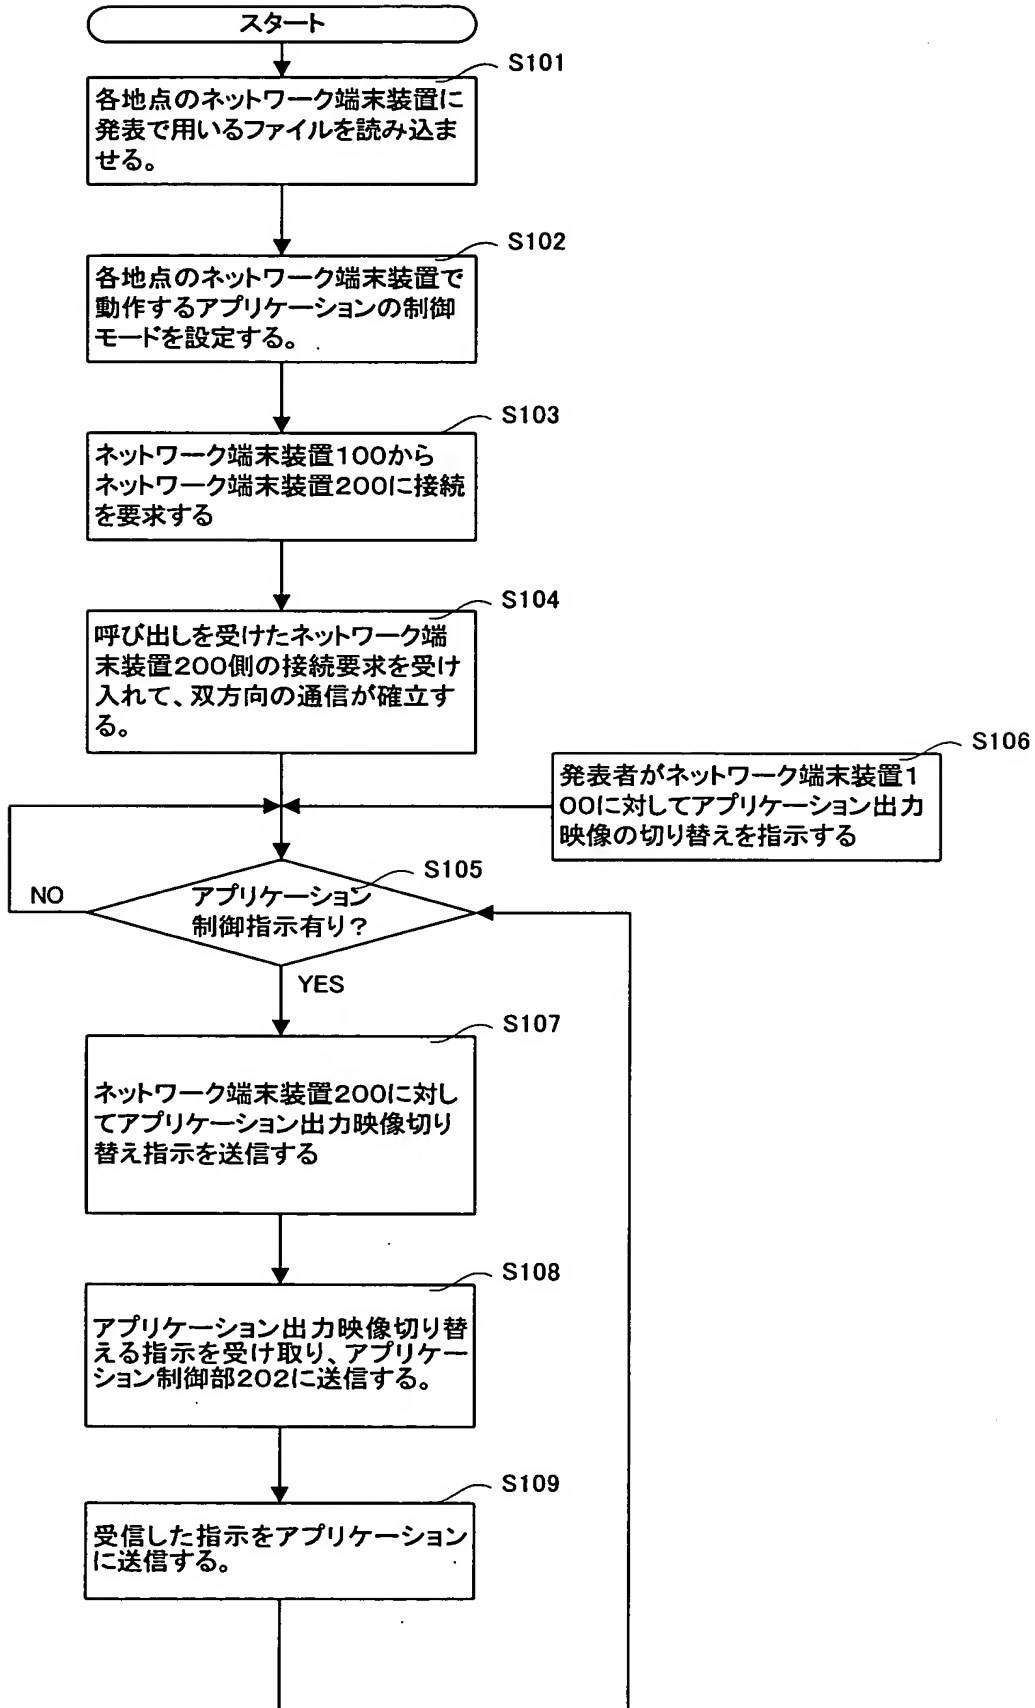 スタート
S101
各地点のネットワーク端末装置に
発表で用いるファイルを読み込ま
せる。
S102
各地点のネットワーク端末装置で
動作するアプリケーションの制御
モードを設定する。
S103
ネットワーク端末装置100から
ネットワーク端末装置200に接続
を要求する
S104
呼び出しを受けたネットワーク端
末装置200側の接続要求を受け
入れて、双方向の通信が確立す
る。
S106
発表者がネットワーク端末装置1
00に対してアプリケーション出力
映像の切り替えを指示する
S105
アプリケーション
制御指示有り?
NO
YES
S107
ネットワーク端末装置200に対し
てアプリケーション出力映像切り
替え指示を送信する
S108
アプリケーション出力映像切り替
える指示を受け取り、アプリケー
ション制御部202に送信する。
S109
受信した指示をアプリケーション
に送信する。